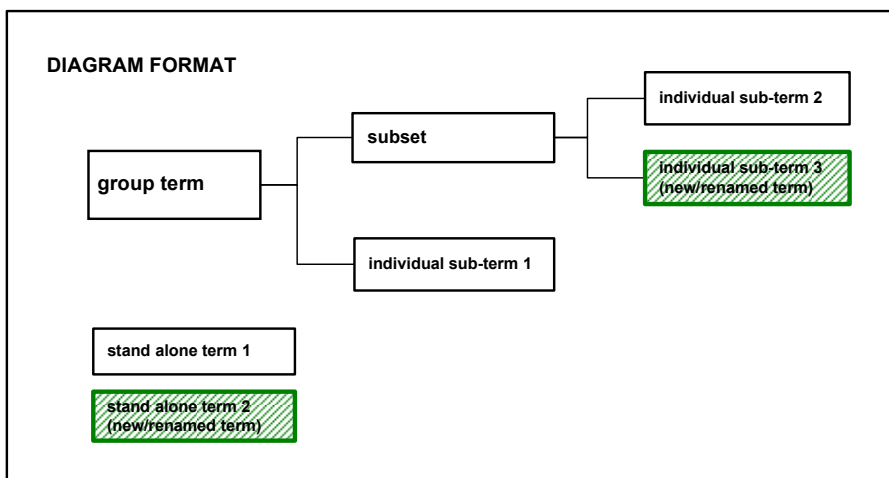 DIAGRAM FORMAT
individual sub-term 2
subset
individual sub-term 3
(new/renamed term)
group term
individual sub-term 1
stand alone term 1
stand alone term 2
(new/renamed term)